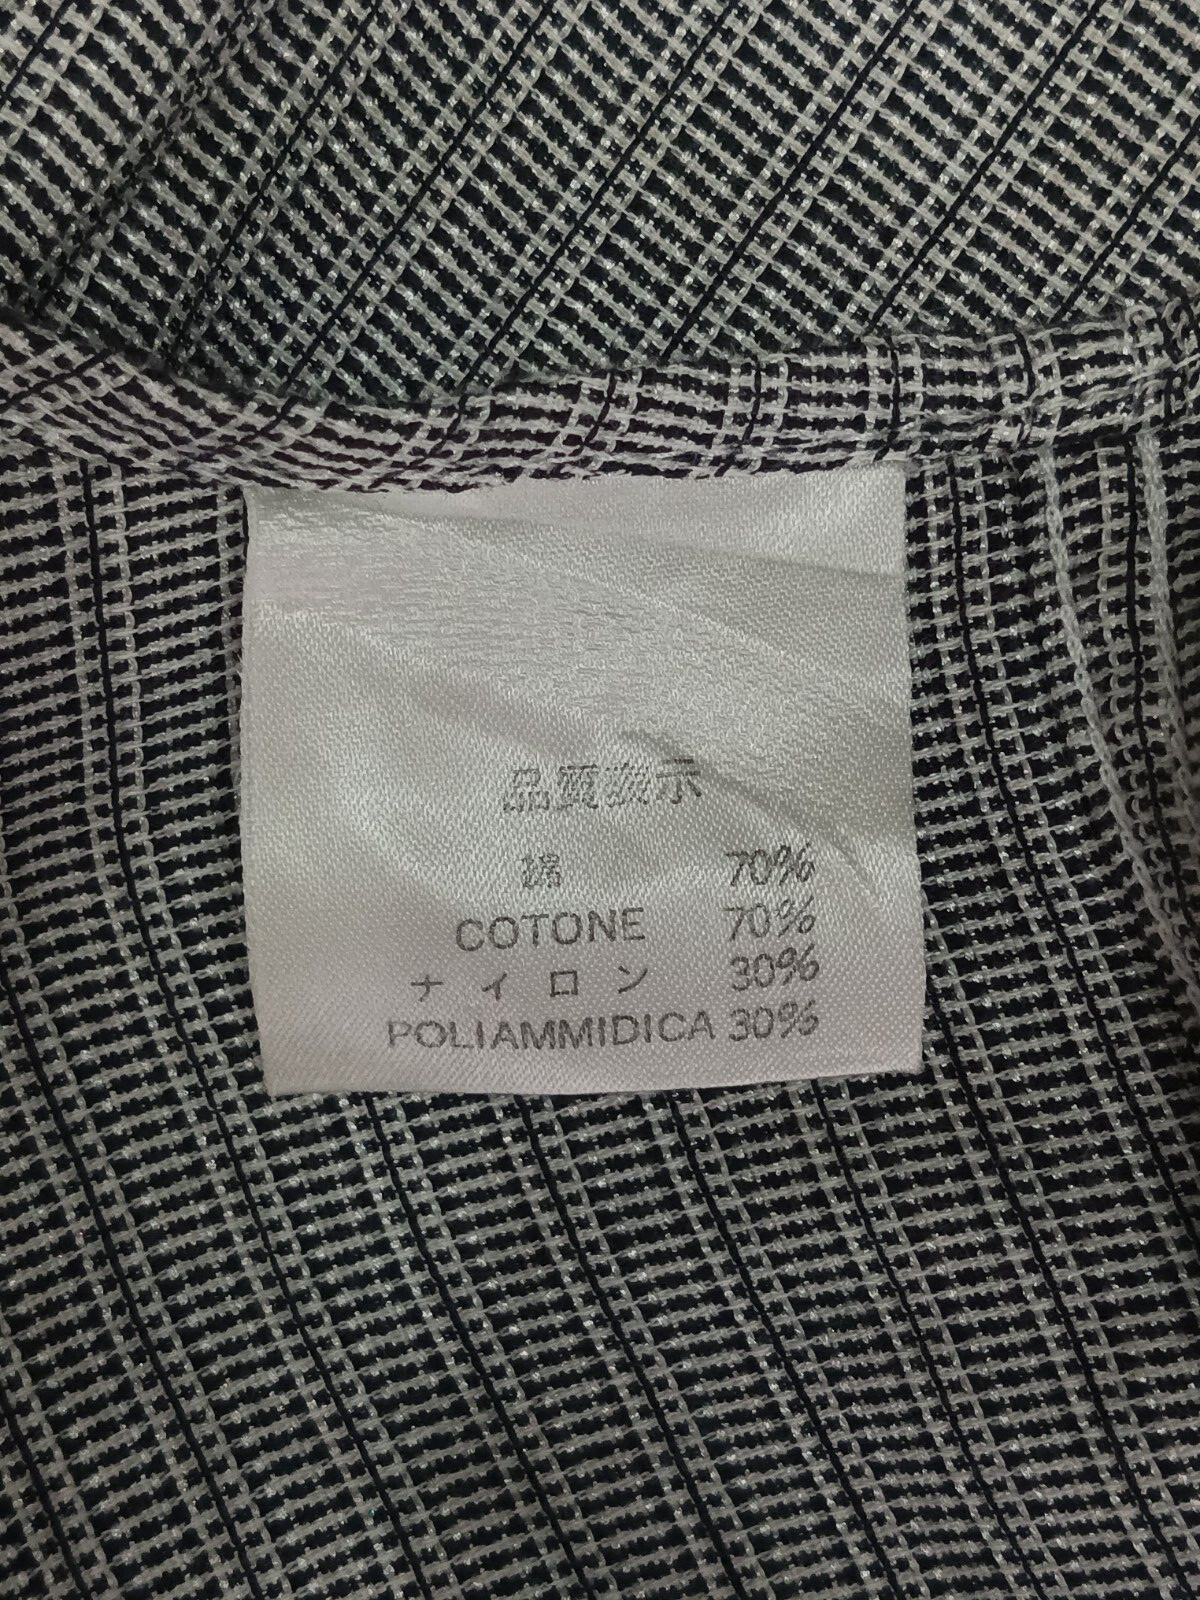 品質表示
綿 70%
COTONE 70%
ナイロン 30%
POLIAMMIDICA 30%